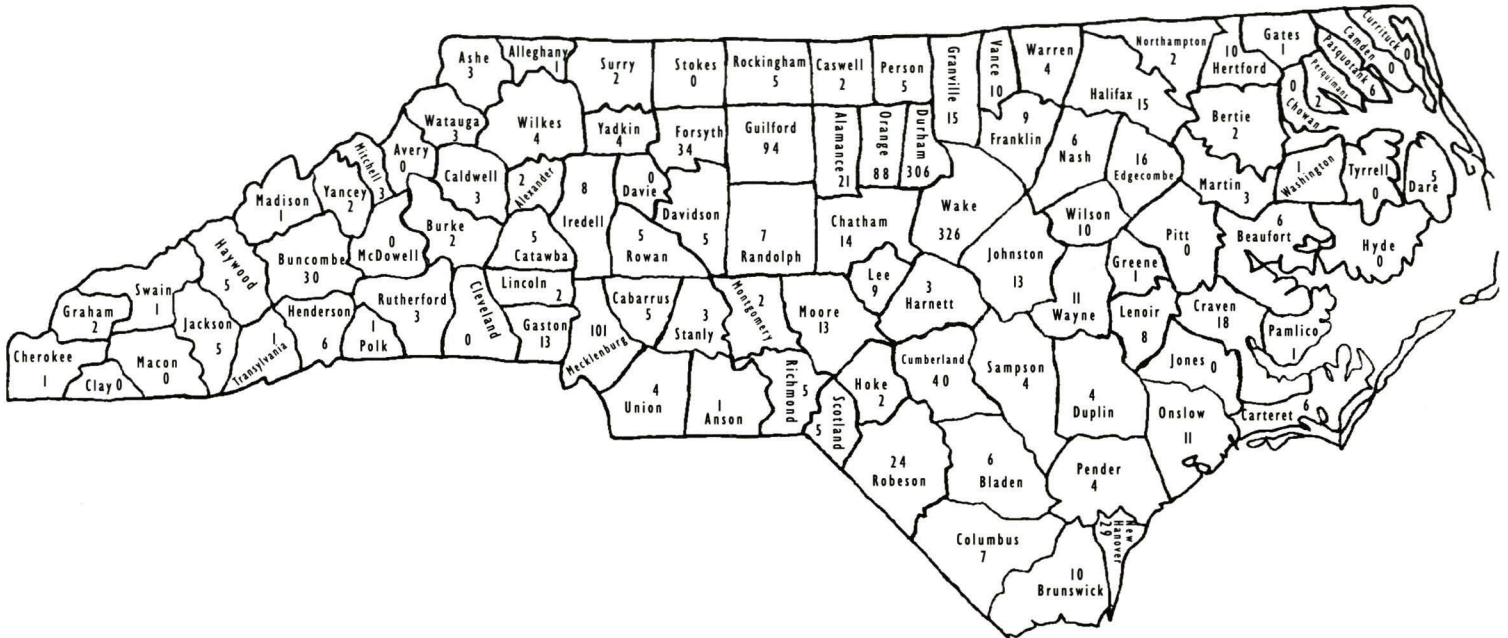 Ashe
3
Alleghany
1
Surry
2
Stokes
0
Rockingham
5
Caswell
2
Person
5
Granville
15
Vance
10
Warren
4
Northampton
2
Halifax
15
10
Hertford
Gates
1
Currituck
0
Camden
0
Pasquotank
6
Perquimans
2
0
Chowan
Watauga
3
Wilkes
4
Yadkin
4
Forsyth
34
Guilford
94
Alamance
21
Orange
88
Durham
306
9
Franklin
6
Nash
16
Edgecombe
Bertie
2
Martin
3
1
Washington
Tyrrell
0
5
Dare
Mitchell
3
Avery
0
Caldwell
3
2
Alexander
8
Iredell
0
Davie
Davidson
5
7
Randolph
Chatham
14
Wake
326
Wilson
10
Pitt
0
6
Beaufort
Hyde
0
Madison
1
Yancey
2
Burke
2
5
Catawba
5
Rowan
Johnston
13
Greene
1
Haywood
5
Buncombe
30
0
McDowell
Lincoln
2
Lee
9
3
Harnett
11
Wayne
Lenoir
8
Craven
18
Pamlico
1
Swain
1
Graham
2
Jackson
5
Henderson
6
Rutherford
3
Cleveland
0
Gaston
13
101
Mecklenburg
Cabarrus
5
3
Stanly
Montgomery
2
Moore
13
Cherokee
1
Clay 0
Macon
0
1
Transylvania
1
Polk
4
Union
1
Anson
Richmond
5
Scotland
5
Hoke
2
Cumberland
40
Sampson
4
4
Duplin
Jones 0
Onslow
11
Carteret 6
24
Robeson
6
Bladen
Pender
4
Columbus
7
10
Brunswick
New
Hanover
29